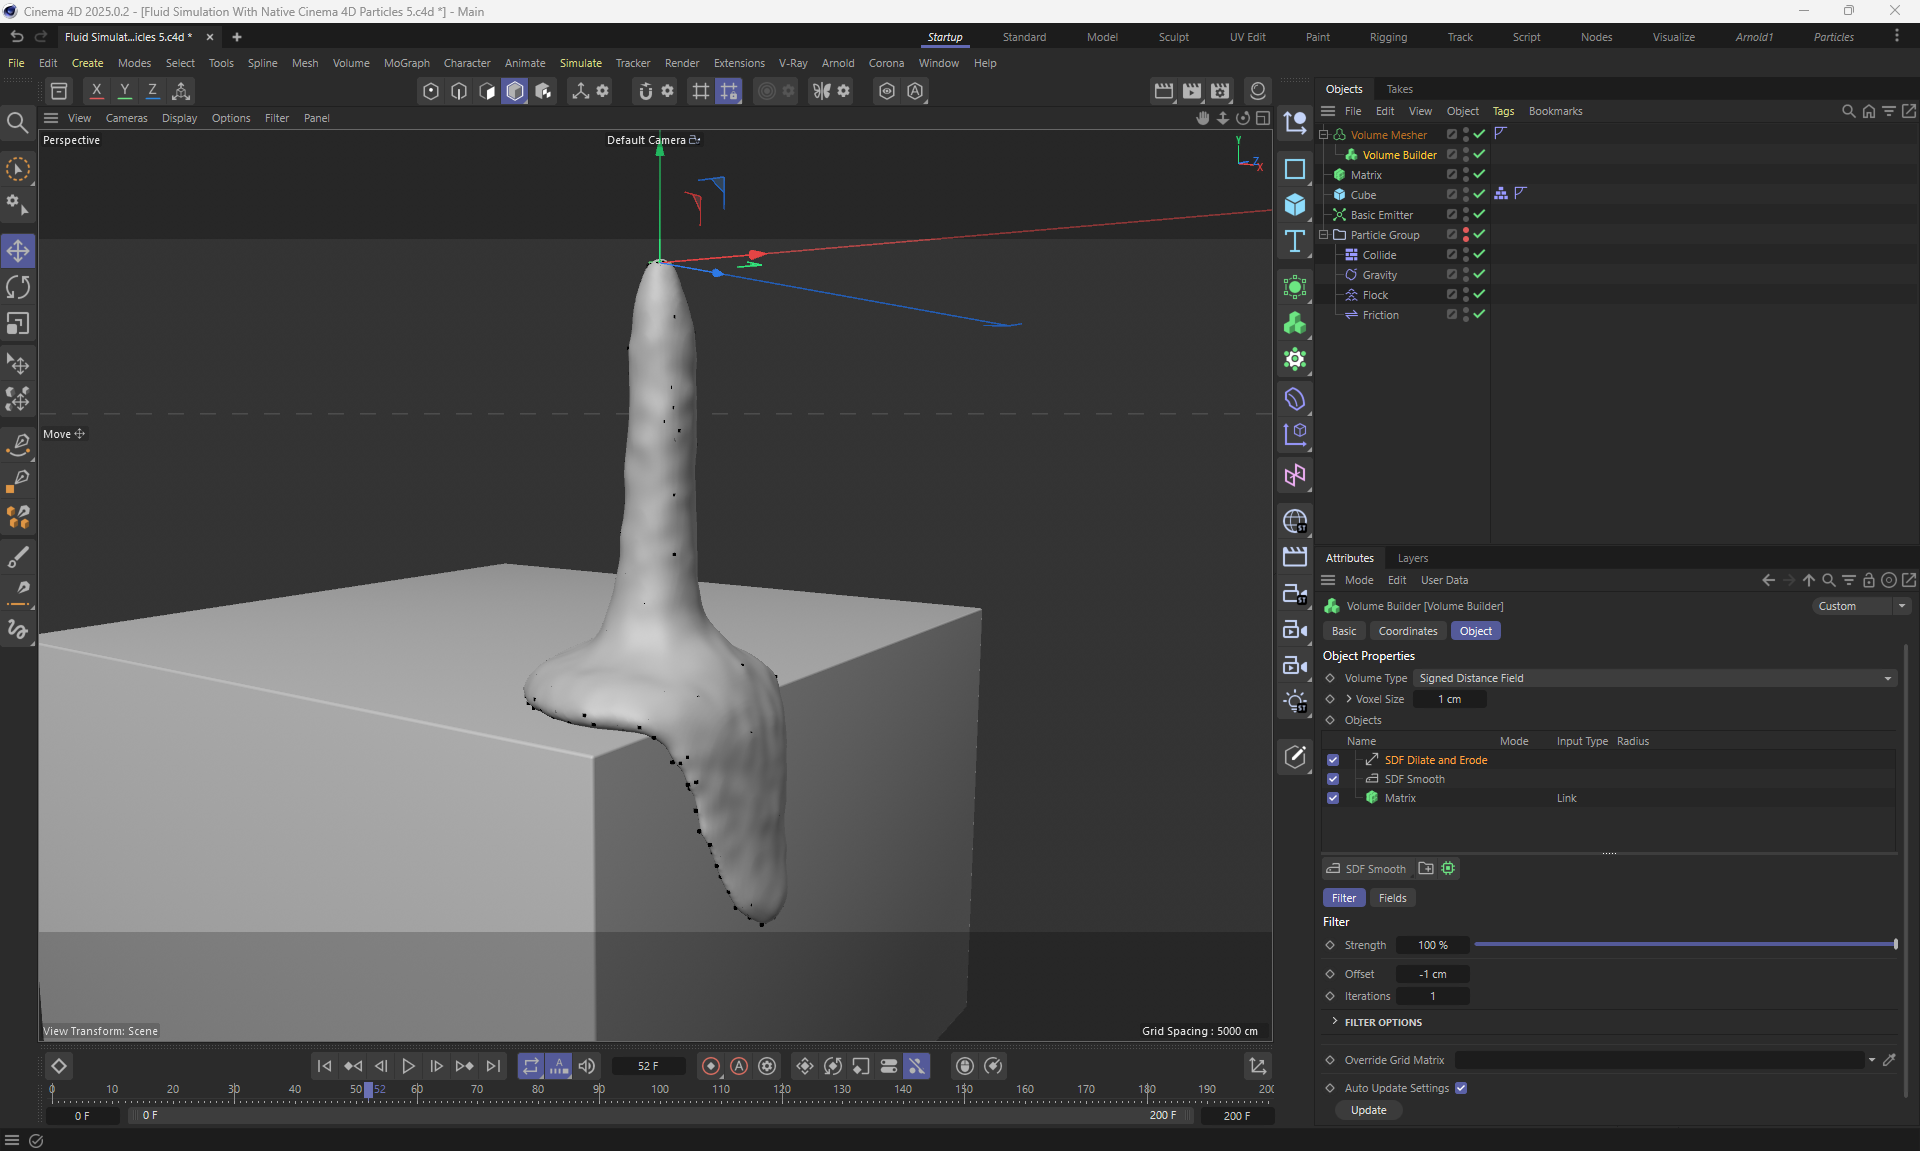 Cinema 4D 2025.0.2 - [Fluid Simulation With Native Cinema 4D Particles 5.c4d *] - Main
Fluid Simulat...icles 5.c4d *
Startup Standard Model Sculpt UV Edit Paint Rigging Track Script Nodes Visualize Arnold1 Particles
File Edit Create Modes Select Tools Spline Mesh Volume MoGraph Character Animate Simulate Tracker Render Extensions V-Ray Arnold Corona Window Help
X Y Z
View Cameras Display Options Filter Panel
Perspective
Default Camera
Y
Z
X
Move
View Transform: Scene
Grid Spacing : 5000 cm
Objects Takes
File Edit View Object Tags Bookmarks
Volume Mesher
Volume Builder
Matrix
Cube
Basic Emitter
Particle Group
Collide
Gravity
Flock
Friction
Attributes Layers
Mode Edit User Data
Volume Builder [Volume Builder]
Custom
Basic Coordinates Object
Object Properties
Volume Type Signed Distance Field
Voxel Size 1 cm
Objects
Name Mode Input Type Radius
SDF Dilate and Erode
SDF Smooth
Matrix Link
SDF Smooth
Filter Fields
Filter
Strength 100 %
Offset -1 cm
Iterations 1
FILTER OPTIONS
Override Grid Matrix
Auto Update Settings
Update
52 F
0 10 20 30 40 50 52 60 70 80 90 100 110 120 130 140 150 160 170 180 190 200
0 F 0 F 200 F 200 F